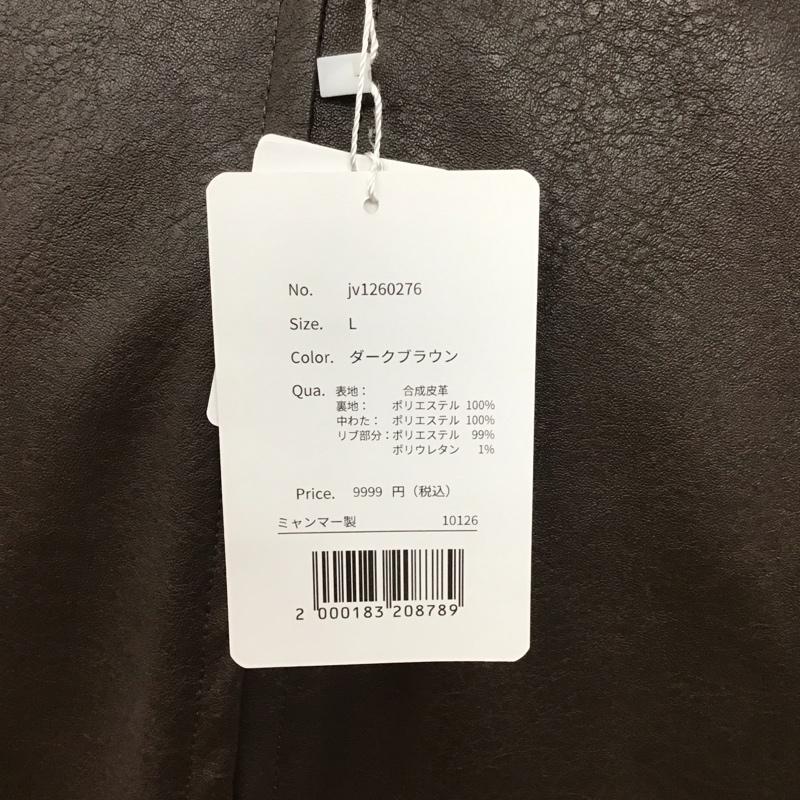 No. jv1260276
Size. L
Color. ダークブラウン
Qua. 表地： 合成皮革
裏地： ポリエステル 100%
中わた： ポリエステル 100%
リブ部分：ポリエステル 99%
ポリウレタン 1%
Price. 9999 円（税込）
ミャンマー製 10126
2 000183 208789